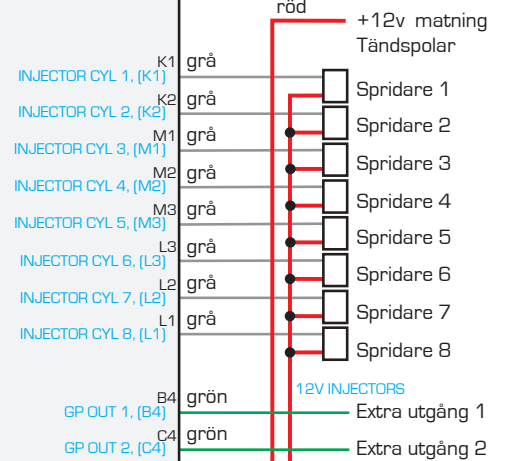 röd
+12v matning
Tändspolar
K1 grå
INJECTOR CYL 1, (K1)
Spridare 1
K2 grå
INJECTOR CYL 2, (K2)
Spridare 2
M1 grå
INJECTOR CYL 3, (M1)
Spridare 3
M2 grå
INJECTOR CYL 4, (M2)
Spridare 4
M3 grå
INJECTOR CYL 5, (M3)
Spridare 5
L3 grå
INJECTOR CYL 6, (L3)
Spridare 6
L2 grå
INJECTOR CYL 7, (L2)
Spridare 7
L1 grå
INJECTOR CYL 8, (L1)
Spridare 8
12V INJECTORS
B4 grön
GP OUT 1, (B4)
Extra utgång 1
C4 grön
GP OUT 2, (C4)
Extra utgång 2